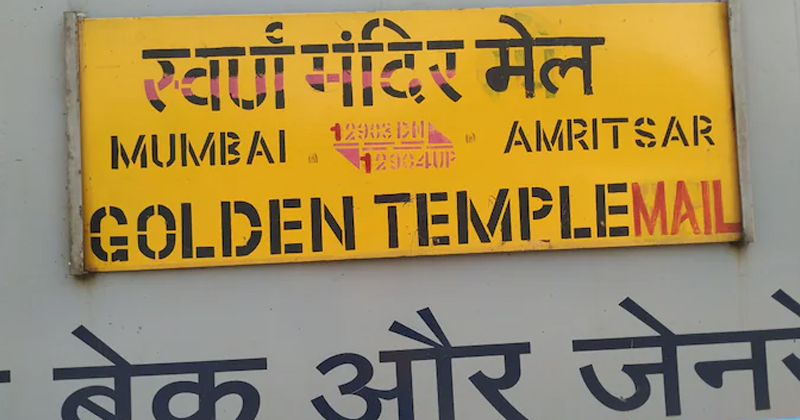 स्वर्ण मंदिर मेल
MUMBAI 12903 DN AMRITSAR
12904 UP
GOLDEN TEMPLE MAIL
ब्रेक और